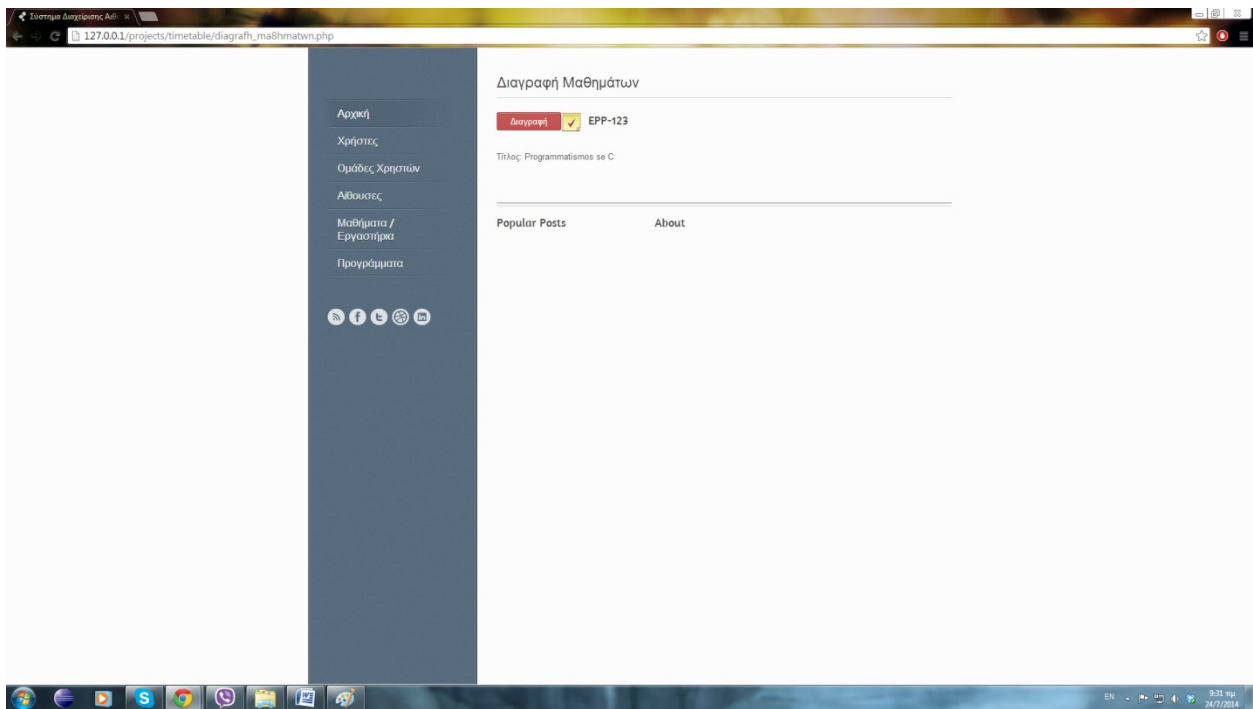 Σύστημα Διαχείρισης Αιθ
127.0.0.1/projects/timetable/diagrafh_ma8hmatwn.php
Αρχική
Χρήστες
Ομάδες Χρηστών
Αίθουσες
Μαθήματα /
Εργαστήρια
Προγράμματα
Διαγραφή Μαθημάτων
Διαγραφή EPP-123
Τίτλος: Programmatismos se C
Popular Posts About
EN
9:31 πμ
24/7/2014